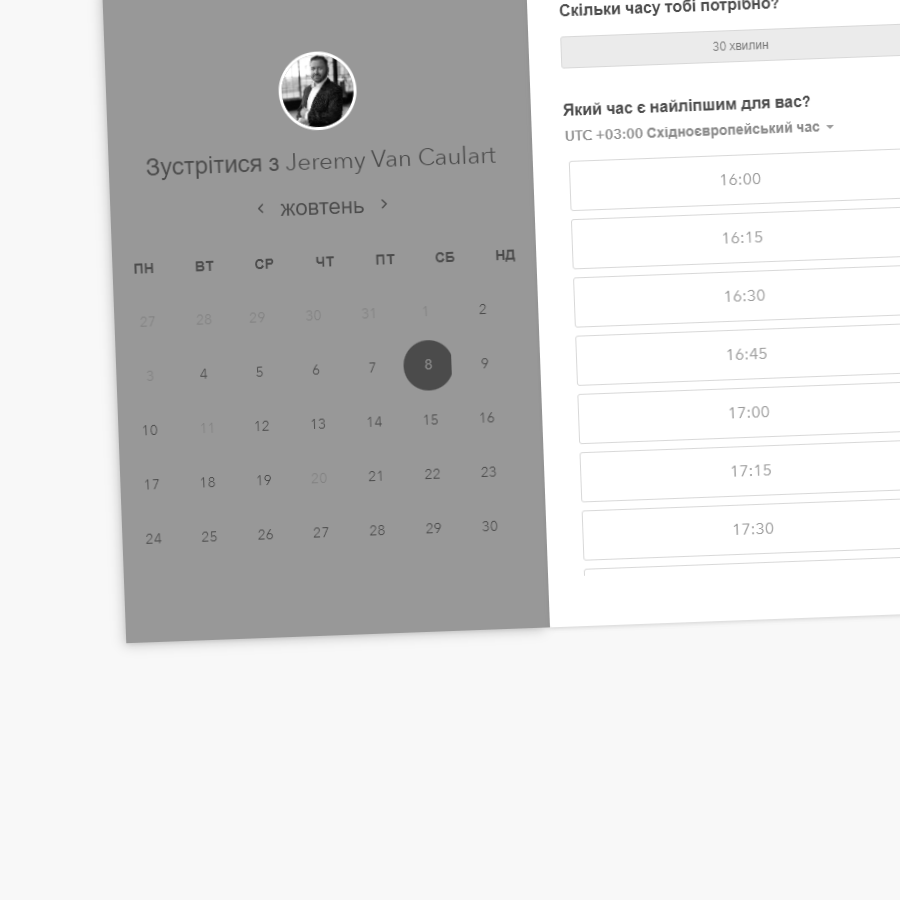 Зустрітися з Jeremy Van Caulart
‹ жовтень ›
ПН ВТ СР ЧТ ПТ СБ НД
27 28 29 30 31 1 2
3 4 5 6 7 8 9
10 11 12 13 14 15 16
17 18 19 20 21 22 23
24 25 26 27 28 29 30
Скільки часу тобі потрібно?
30 хвилин
Який час є найліпшим для вас?
UTC +03:00 Східноєвропейський час
16:00
16:15
16:30
16:45
17:00
17:15
17:30